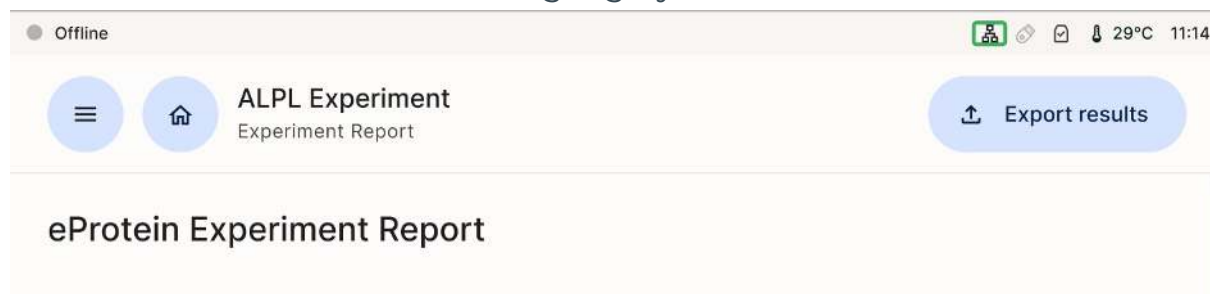 Offline
29°C 11:14
ALPL Experiment
Experiment Report
Export results
eProtein Experiment Report